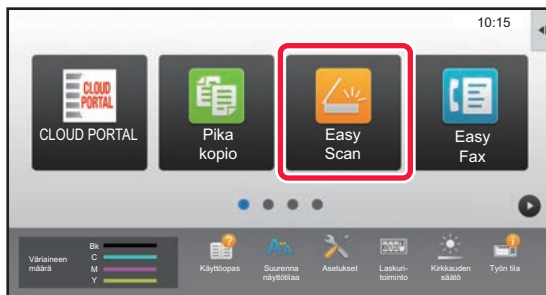 10:15
CLOUD
PORTAL
CLOUD PORTAL
Pika
kopio
Easy
Scan
Easy
Fax
Väriaineen
määrä
Bk
C
M
Y
Käyttöopas
Suurenna
näyttötilaa
Asetukset
Laskuri-
toiminto
Kirkkauden
säätö
Työn tila